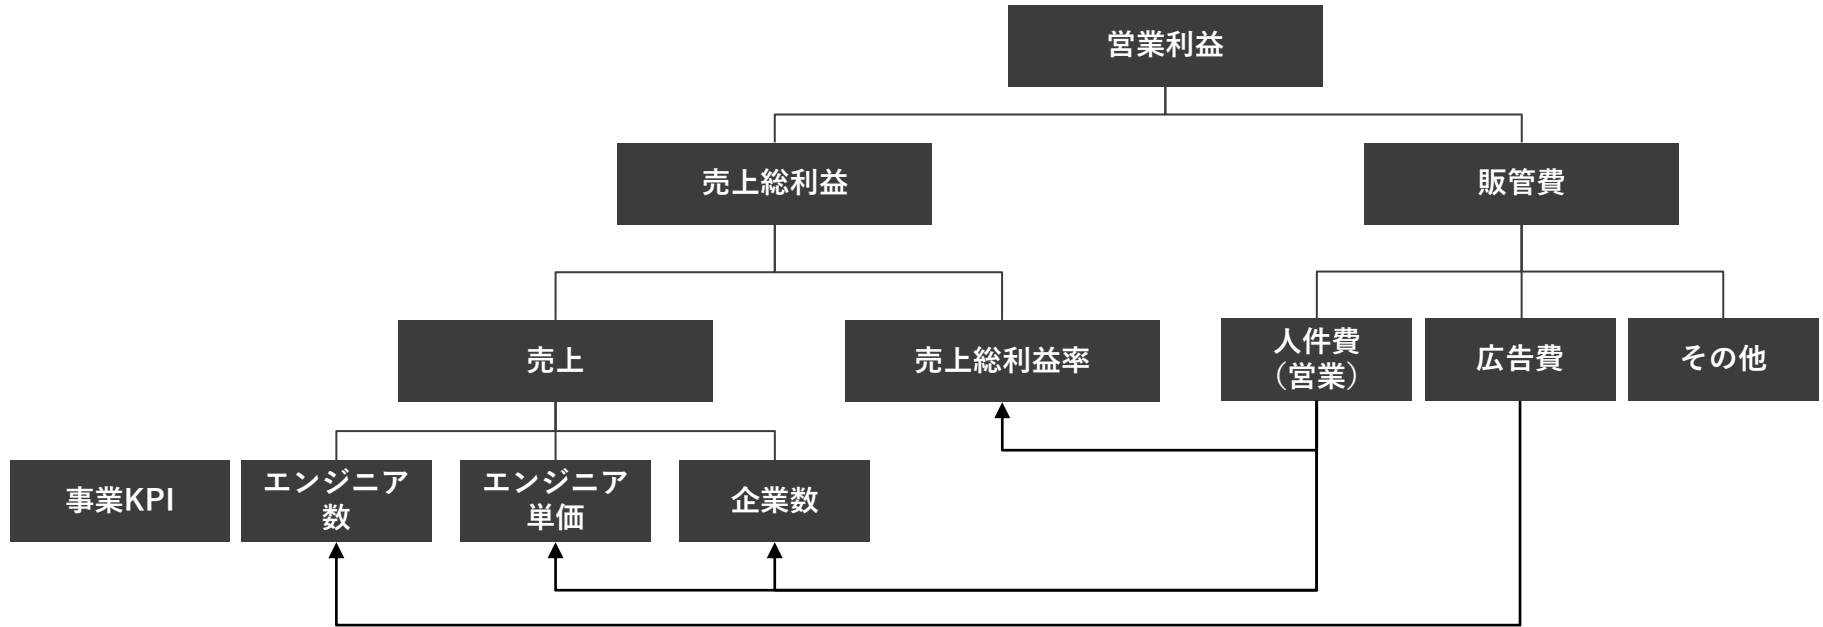 営業利益
売上総利益
販管費
売上
売上総利益率
人件費
（営業）
広告費
その他
事業KPI
エンジニア
数
エンジニア
単価
企業数